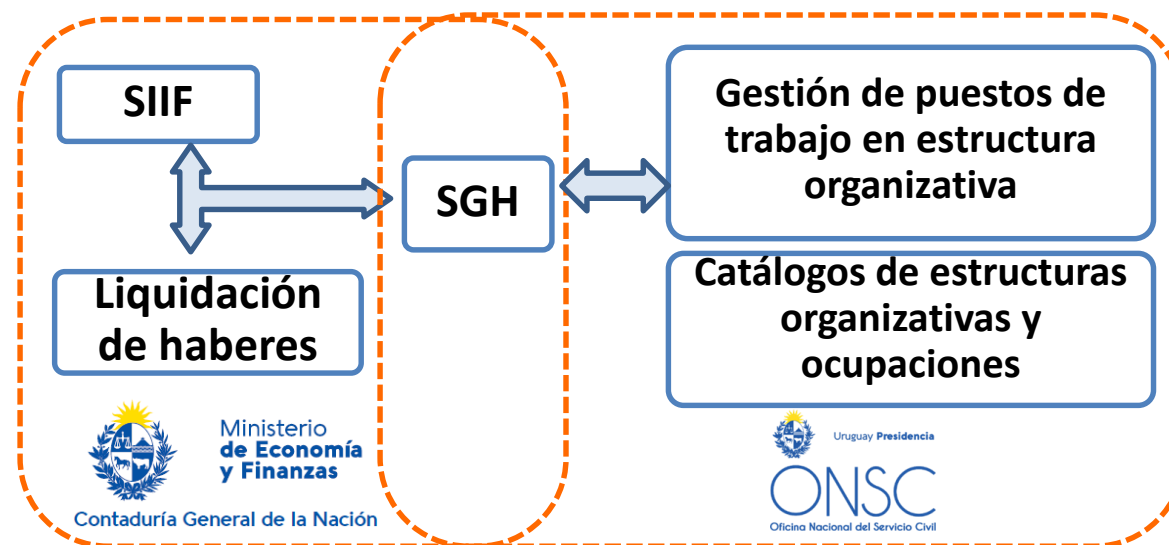 SIIF
Liquidación
de haberes
SGH
Gestión de puestos de
trabajo en estructura
organizativa
Catálogos de estructuras
organizativas y
ocupaciones
Ministerio
de Economía
y Finanzas
Contaduría General de la Nación
Uruguay Presidencia
ONSC
Oficina Nacional del Servicio Civil